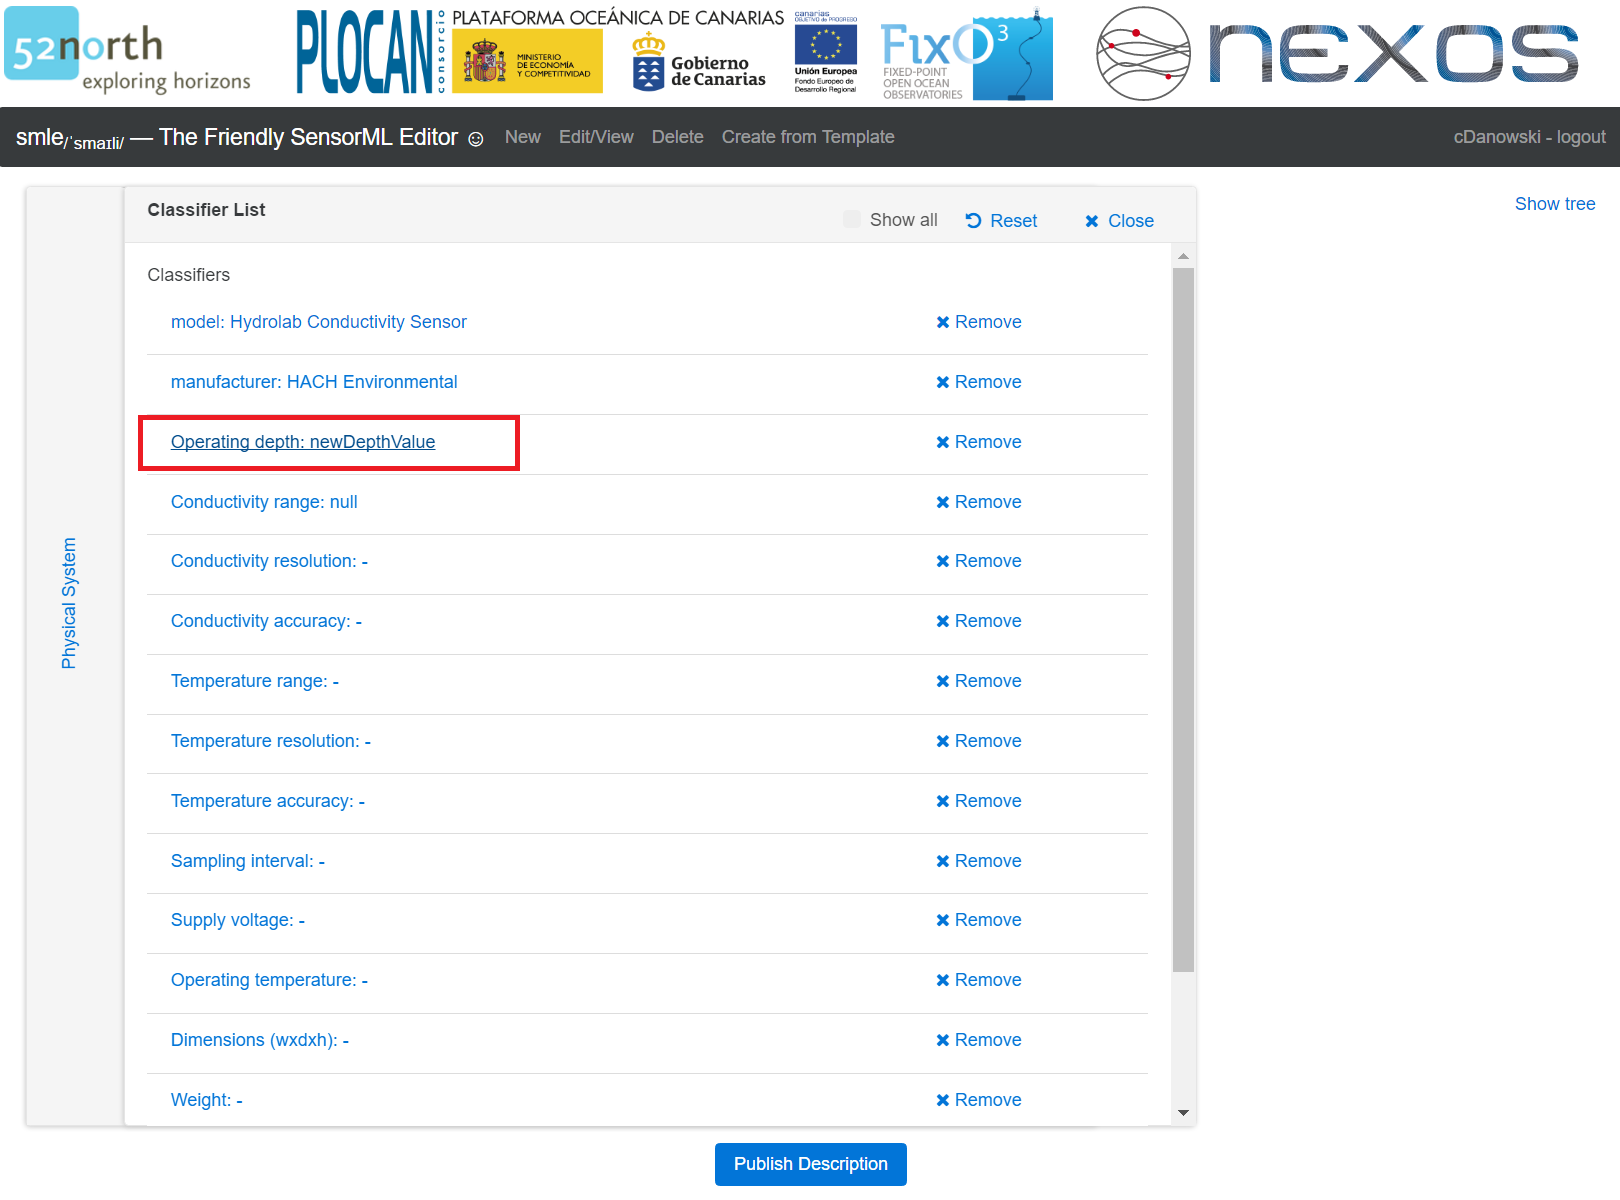 52north
exploring horizons
PLOCAN
consorcio
PLATAFORMA OCEÁNICA DE CANARIAS
MINISTERIO
DE ECONOMÍA
Y COMPETITIVIDAD
Gobierno
de Canarias
canarias
OBJETIVO DE PROGRESO
Unión Europea
Fondo Europeo de
Desarrollo Regional
FixO3
FIXED-POINT
OPEN OCEAN
OBSERVATORIES
nexos
smle/ˈsmaɪli/ — The Friendly SensorML Editor ☺ New Edit/View Delete Create from Template cDanowski - logout
Show tree
Physical System
Classifier List Show all Reset Close
Classifiers
model: Hydrolab Conductivity Sensor Remove
manufacturer: HACH Environmental Remove
Operating depth: newDepthValue Remove
Conductivity range: null Remove
Conductivity resolution: - Remove
Conductivity accuracy: - Remove
Temperature range: - Remove
Temperature resolution: - Remove
Temperature accuracy: - Remove
Sampling interval: - Remove
Supply voltage: - Remove
Operating temperature: - Remove
Dimensions (wxdxh): - Remove
Weight: - Remove
Publish Description